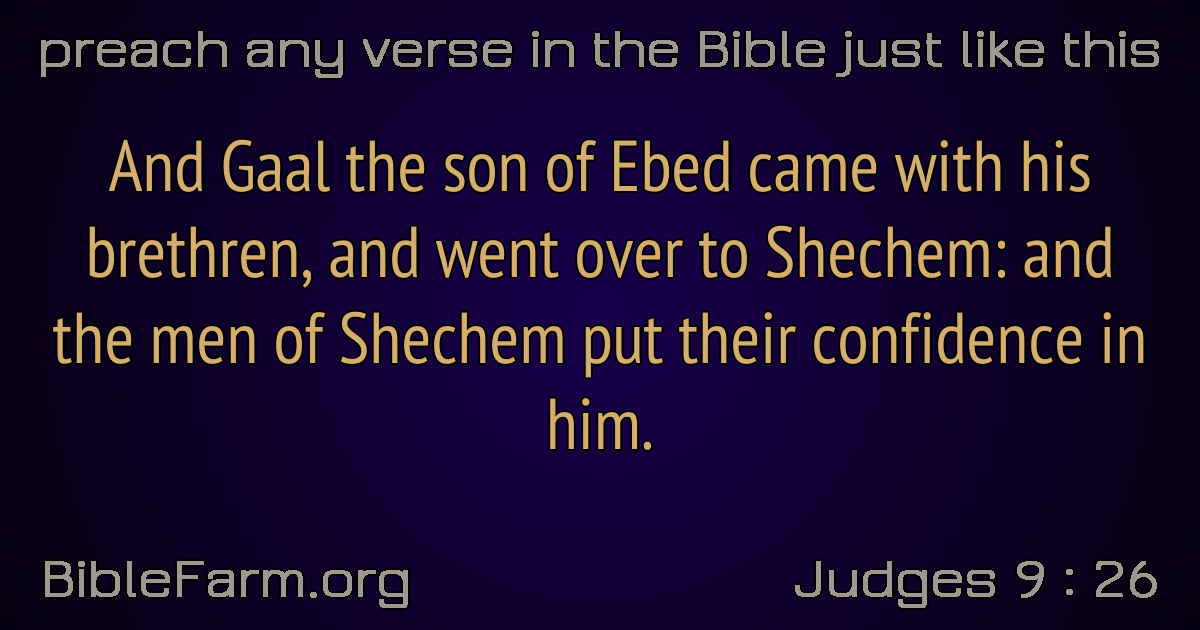 preach any verse in the Bible just like this
And Gaal the son of Ebed came with his
brethren, and went over to Shechem: and
the men of Shechem put their confidence in
him.
BibleFarm.org
Judges 9 : 26